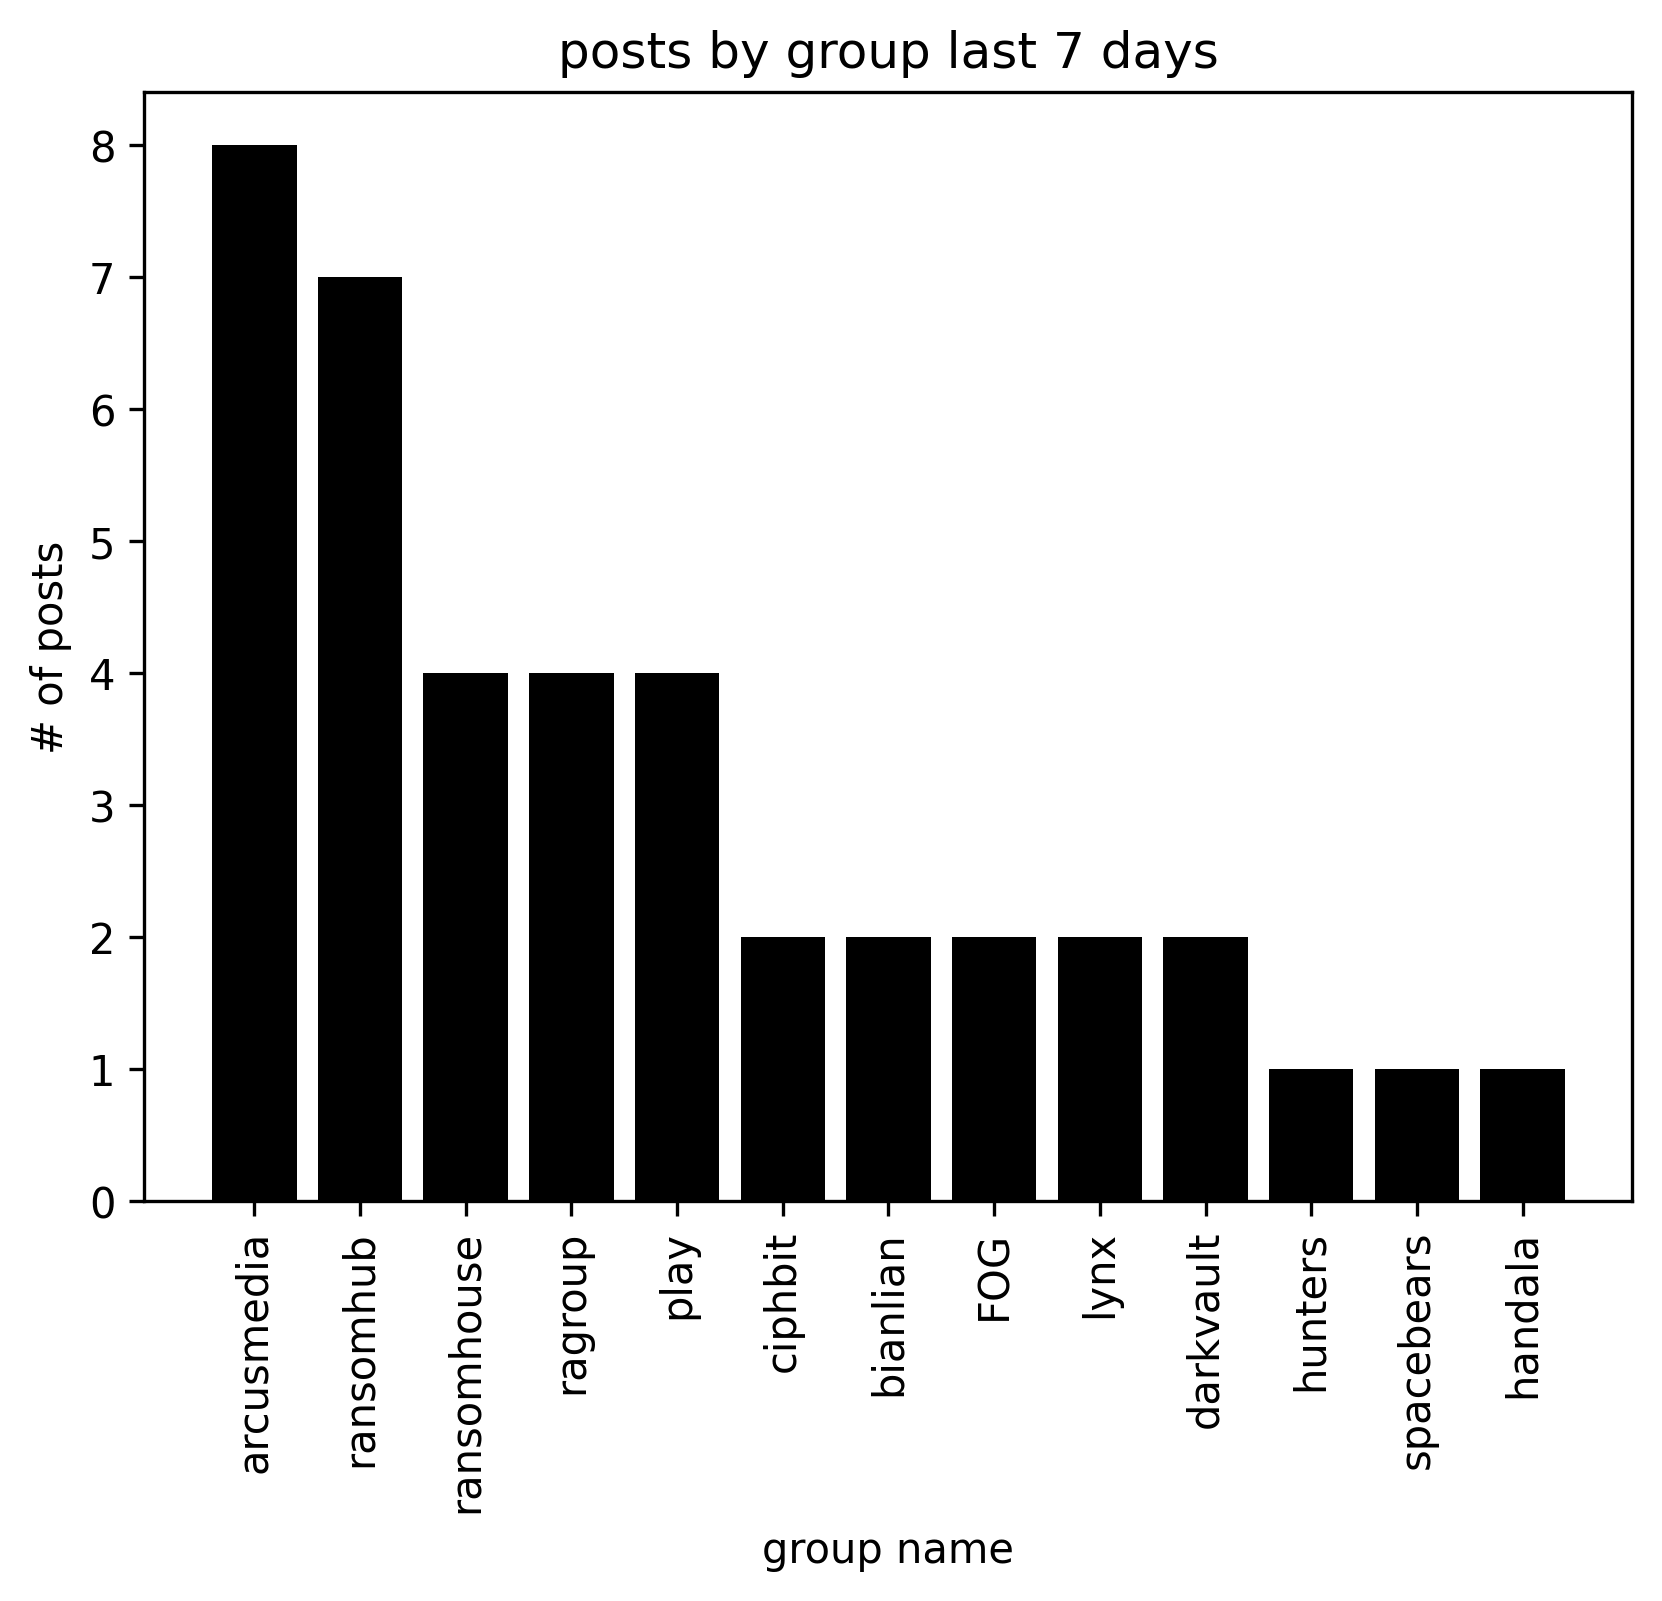 posts by group last 7 days
8
7
6
5
4
3
2
1
0
# of posts
arcusmedia
ransomhub
ransomhouse
ragroup
play
ciphbit
bianlian
FOG
lynx
darkvault
hunters
spacebears
handala
group name